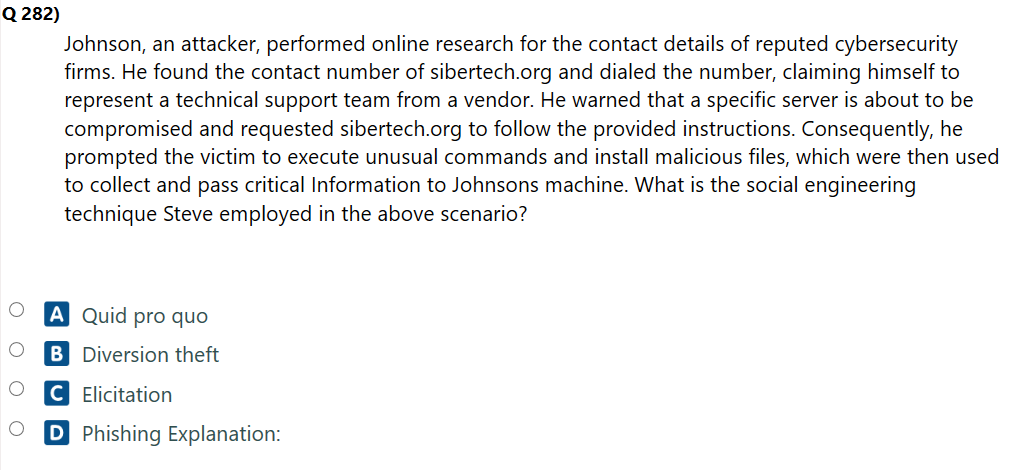 Q 282)
Johnson, an attacker, performed online research for the contact details of reputed cybersecurity
firms. He found the contact number of sibertech.org and dialed the number, claiming himself to
represent a technical support team from a vendor. He warned that a specific server is about to be
compromised and requested sibertech.org to follow the provided instructions. Consequently, he
prompted the victim to execute unusual commands and install malicious files, which were then used
to collect and pass critical Information to Johnsons machine. What is the social engineering
technique Steve employed in the above scenario?
A Quid pro quo
B Diversion theft
C Elicitation
D Phishing Explanation: